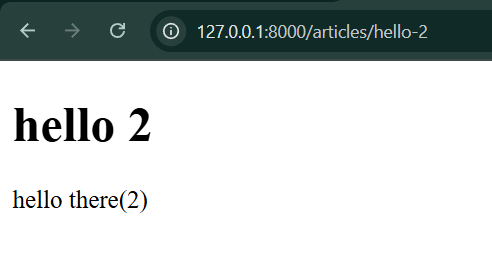 127.0.0.1:8000/articles/hello-2
hello 2
hello there(2)